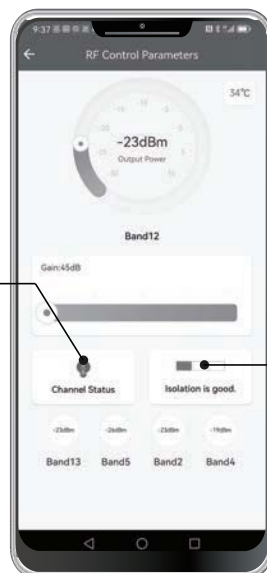 9:37
RF Control Parameters
34°C
-23dBm
Output Power
Band12
Gain:45dB
Channel Status
Isolation is good.
-23dBm
-26dBm
-23dBm
-19dBm
Band13
Band5
Band2
Band4